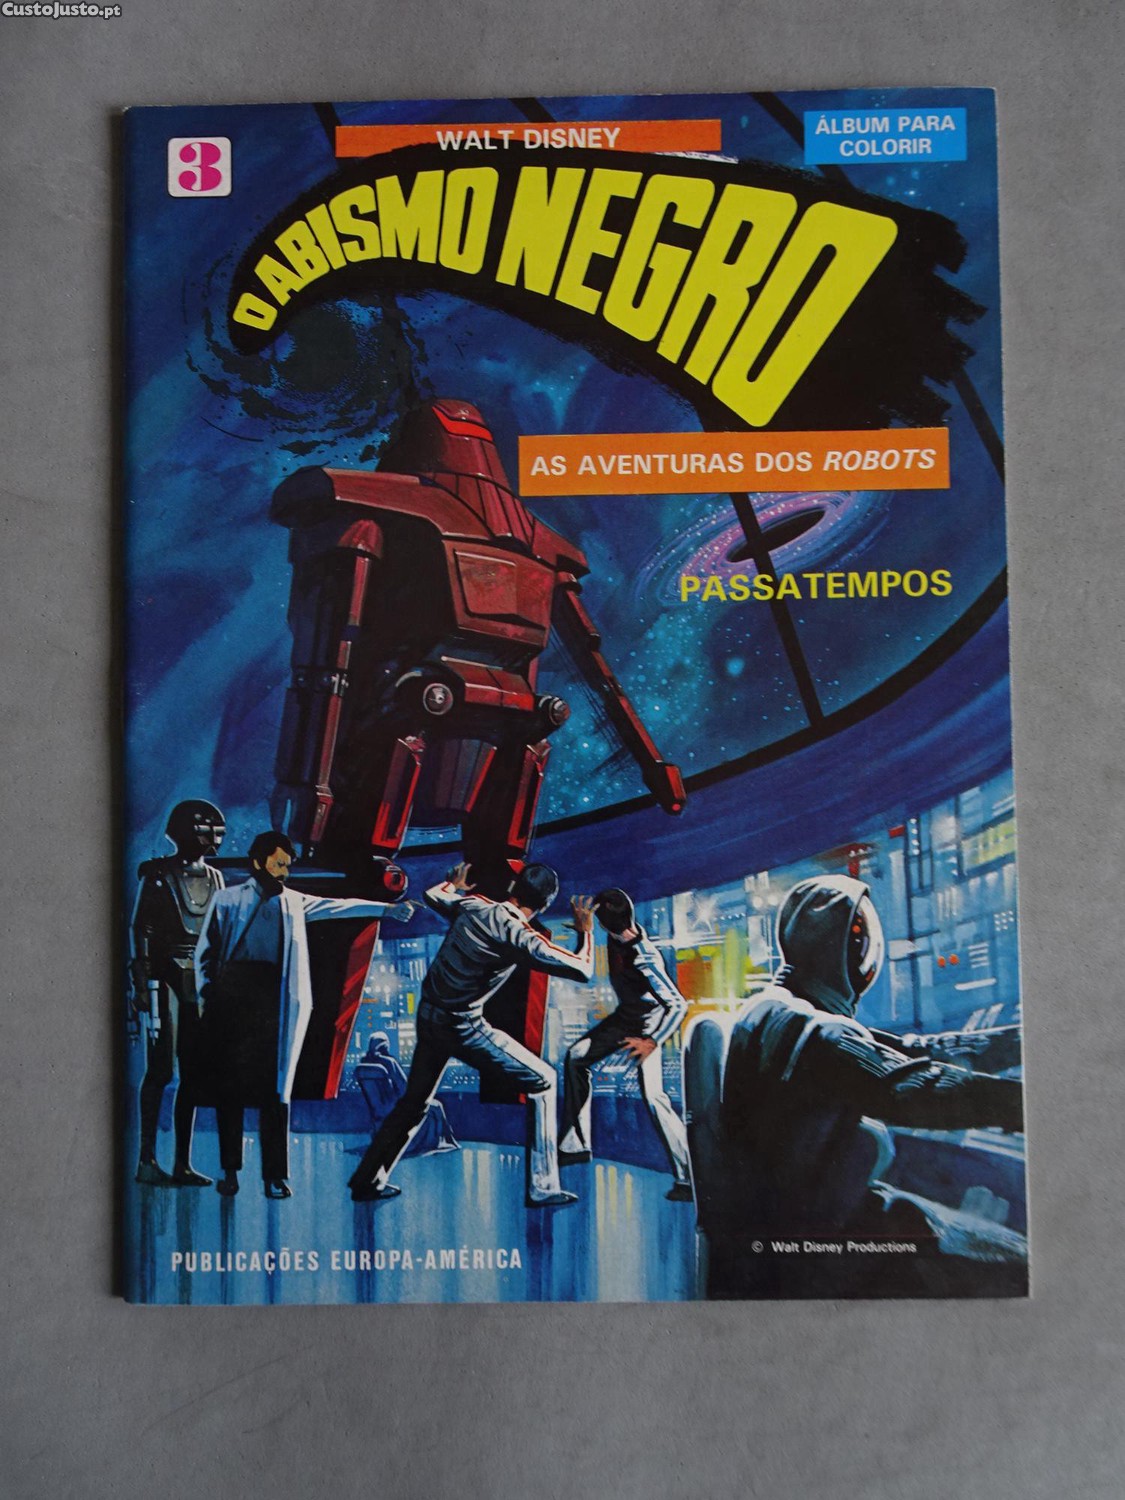 CustoJusto.pt
3
WALT DISNEY
ÁLBUM PARA
COLORIR
O ABISMO NEGRO
AS AVENTURAS DOS ROBOTS
PASSATEMPOS
PUBLICAÇÕES EUROPA-AMÉRICA
© Walt Disney Productions